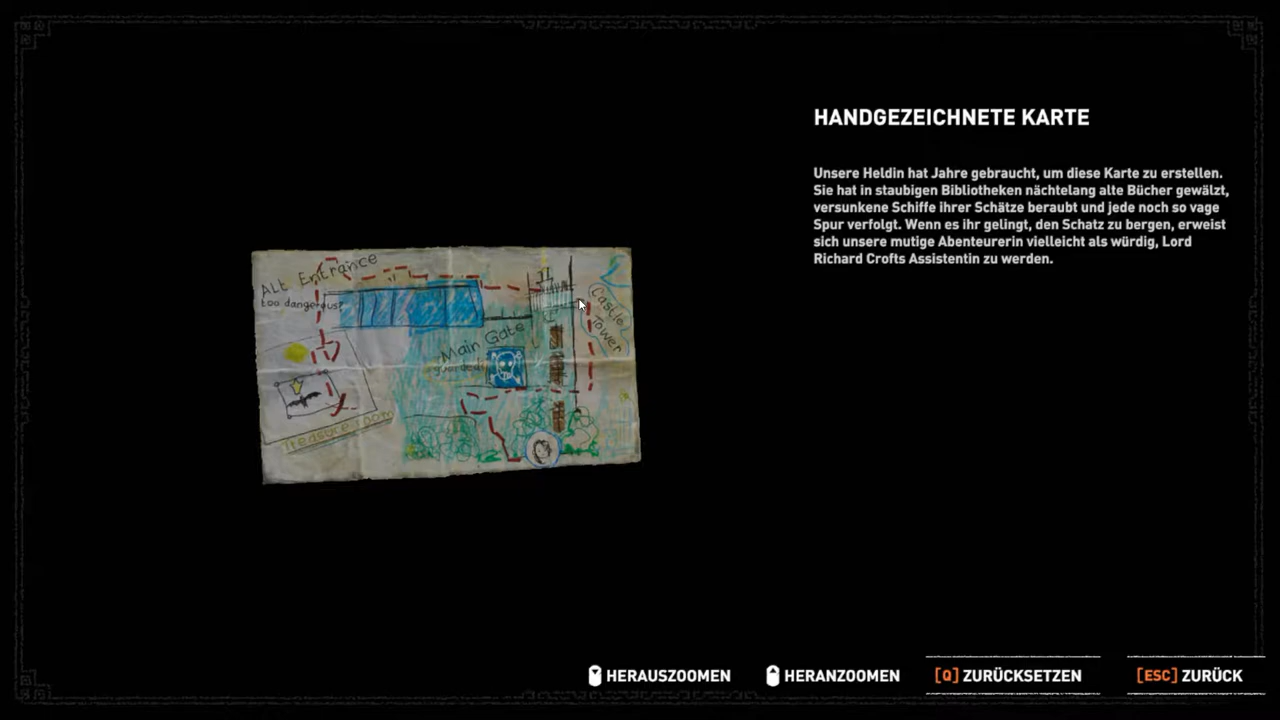 HANDGEZEICHNETE KARTE
Unsere Heldin hat Jahre gebraucht, um diese Karte zu erstellen.
Sie hat in staubigen Bibliotheken nächtelang alte Bücher gewälzt,
versunkene Schiffe ihrer Schätze beraubt und jede noch so vage
Spur verfolgt. Wenn es ihr gelingt, den Schatz zu bergen, erweist
sich unsere mutige Abenteurerin vielleicht als würdig, Lord
Richard Crofts Assistentin zu werden.
Alt Entrance
too dangerous?
Castle
Tower
Main Gate
guarded!
Treasure room
HERAUSZOOMEN
HERANZOOMEN
[Q] ZURÜCKSETZEN
[ESC] ZURÜCK